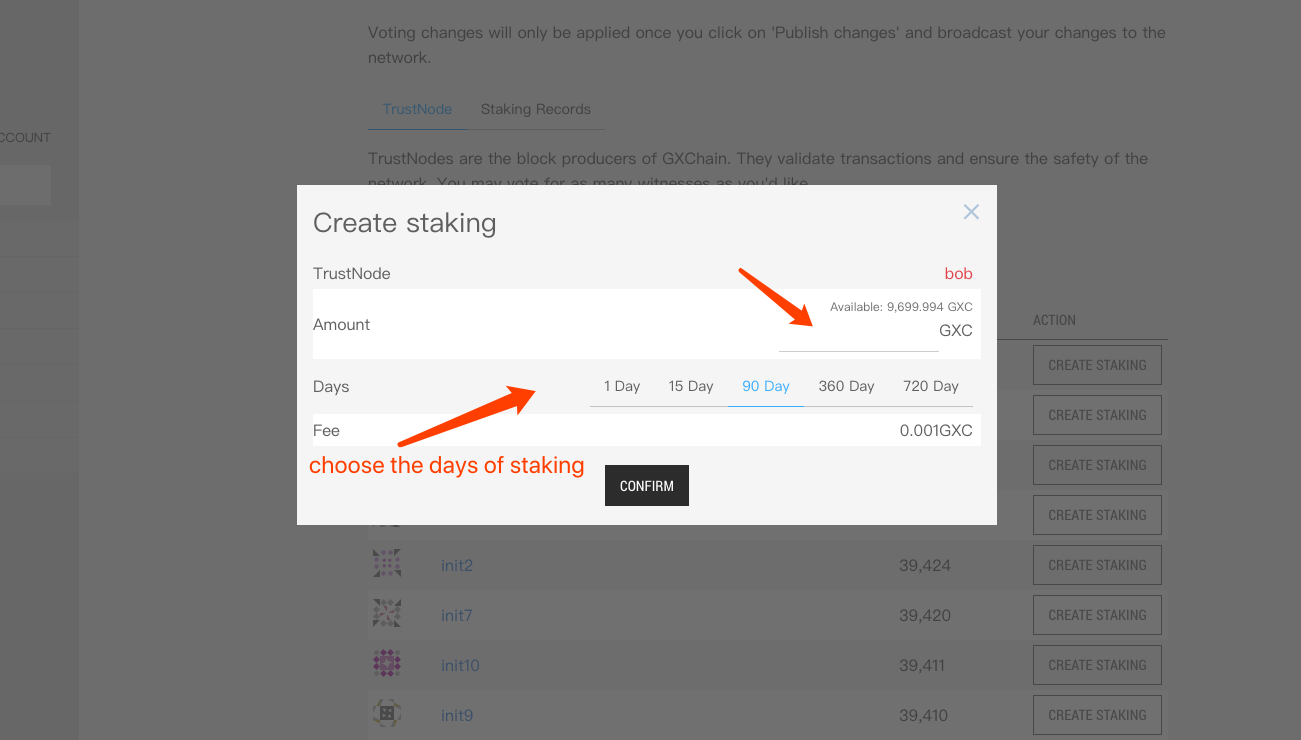 Voting changes will only be applied once you click on 'Publish changes' and broadcast your changes to the
network.
TrustNode Staking Records
CCOUNT
TrustNodes are the block producers of GXChain. They validate transactions and ensure the safety of the
network. You may vote for as many witnesses as you'd like
Create staking
TrustNode bob
Available: 9,699.994 GXC
Amount GXC
Days 1 Day 15 Day 90 Day 360 Day 720 Day
Fee 0.001GXC
choose the days of staking
CONFIRM
ACTION
CREATE STAKING
CREATE STAKING
CREATE STAKING
CREATE STAKING
init2 39,424 CREATE STAKING
init7 39,420 CREATE STAKING
init10 39,411 CREATE STAKING
init9 39,410 CREATE STAKING